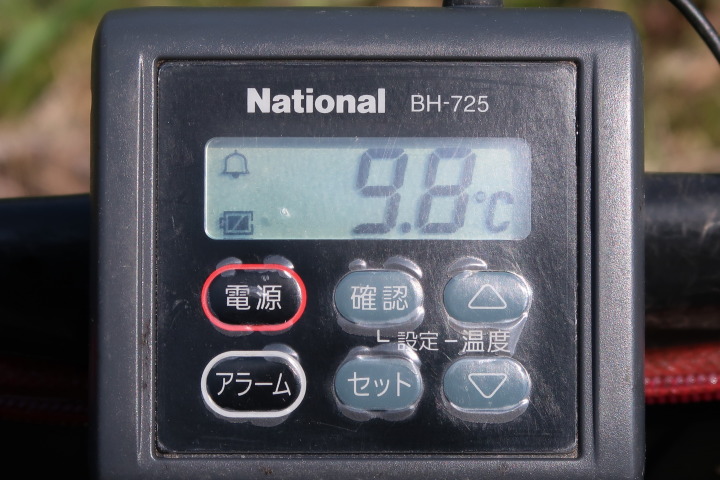 National BH-725
9.8°C
電源 確認 △
└ 設定 － 温度
アラーム セット ▽